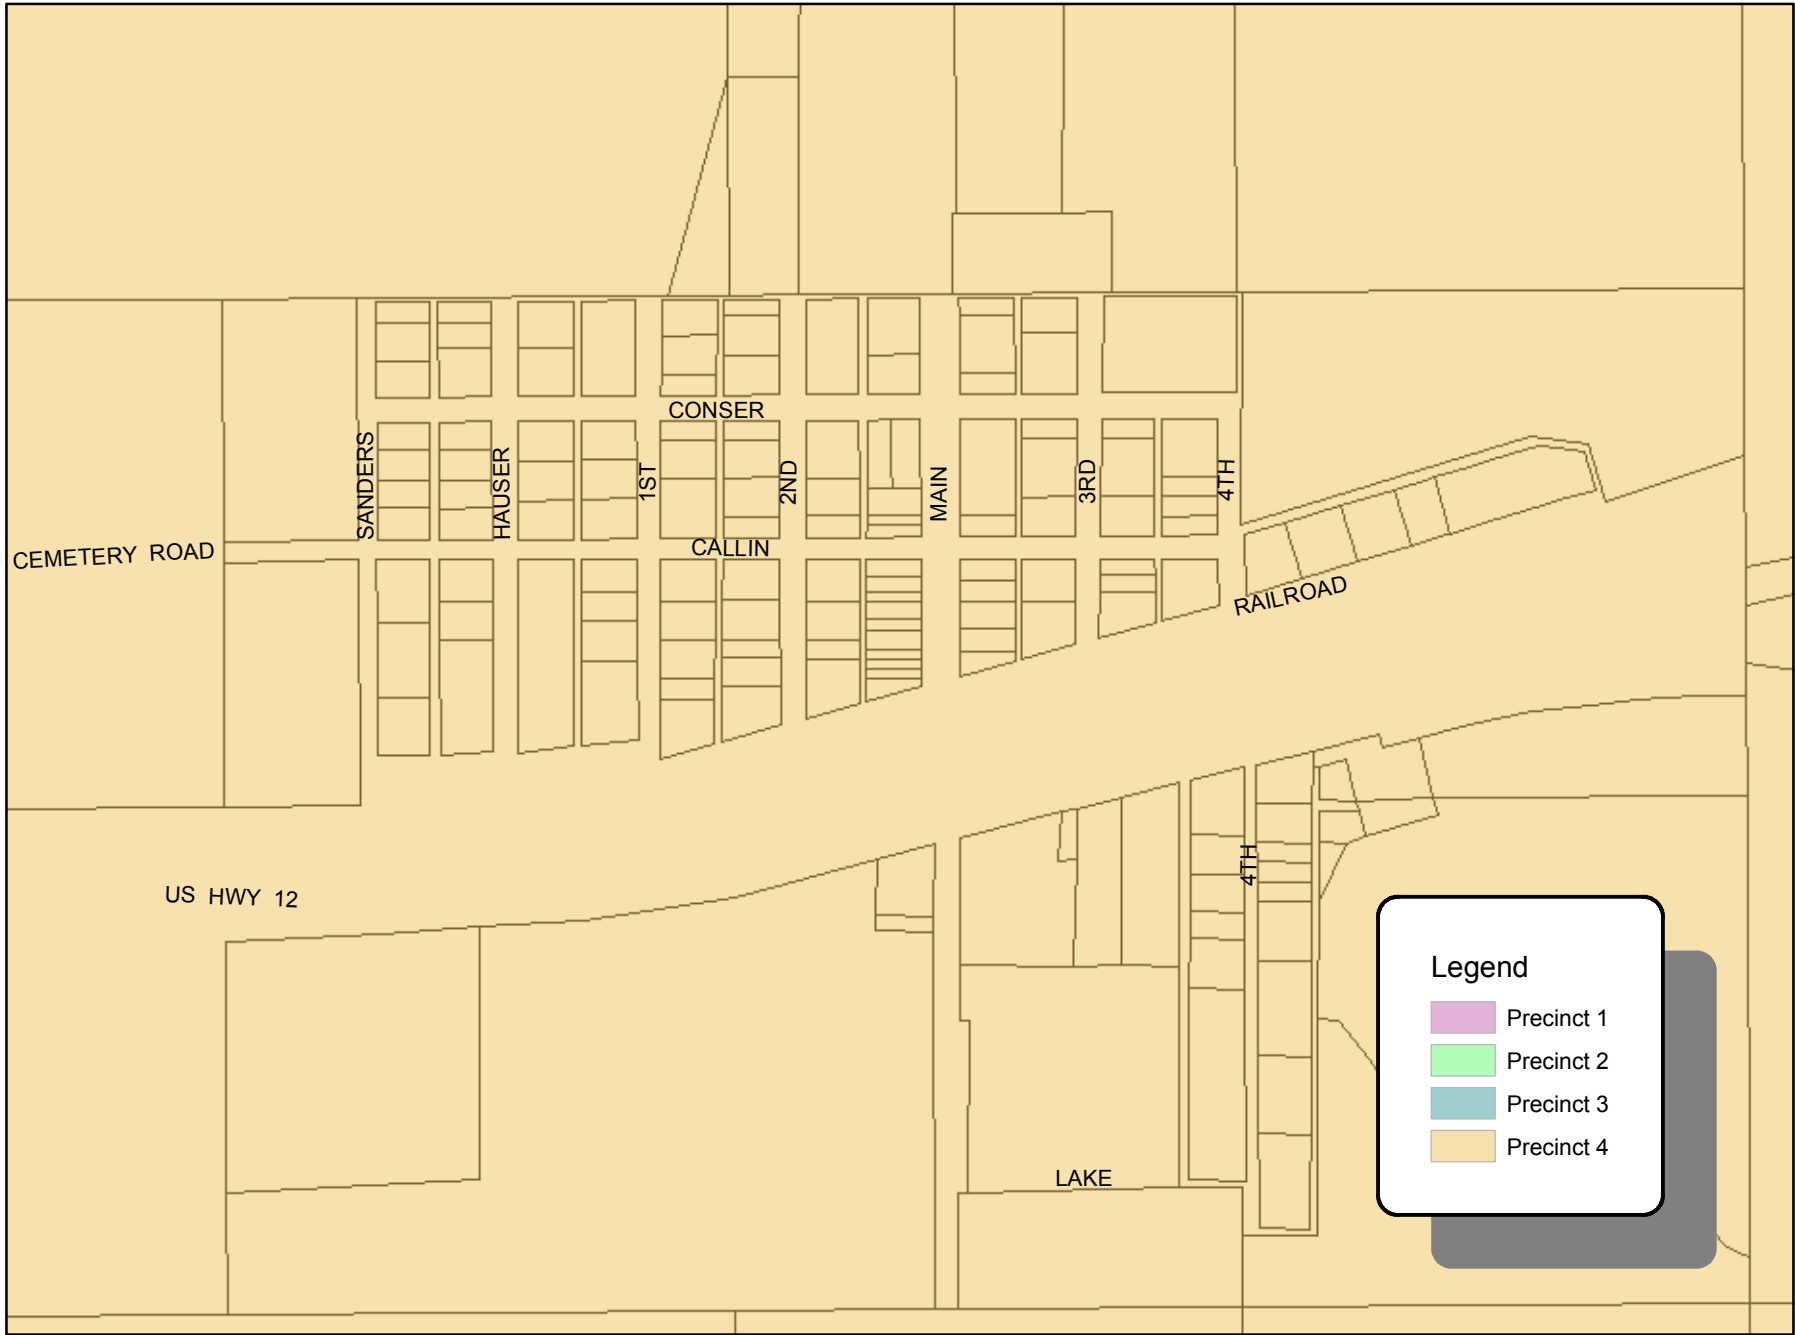 CONSER
SANDERS
HAUSER
1ST
2ND
MAIN
3RD
4TH
CEMETERY ROAD
CALLIN
RAILROAD
US HWY 12
4TH
LAKE
Legend
Precinct 1
Precinct 2
Precinct 3
Precinct 4